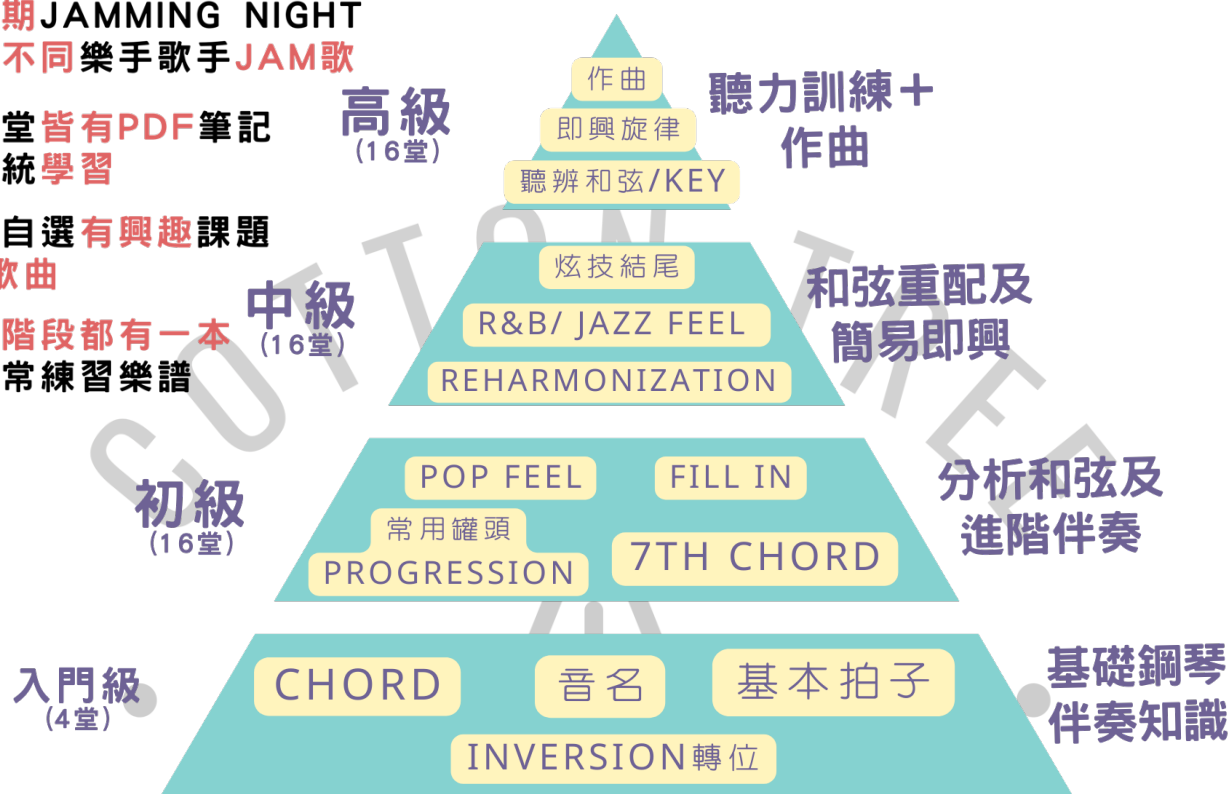 期JAMMING NIGHT
不同樂手歌手JAM歌
堂皆有PDF筆記
統學習
自選有興趣課題
歌曲
階段都有一本
常練習樂譜
高級
(16堂)
作曲
即興旋律
聽辨和弦/KEY
聽力訓練＋
作曲
中級
(16堂)
炫技結尾
R&B/ JAZZ FEEL
REHARMONIZATION
和弦重配及
簡易即興
初級
(16堂)
POP FEEL
FILL IN
常用罐頭
PROGRESSION
7TH CHORD
分析和弦及
進階伴奏
入門級
(4堂)
CHORD
音名
基本拍子
INVERSION轉位
基礎鋼琴
伴奏知識
COTTON TREE